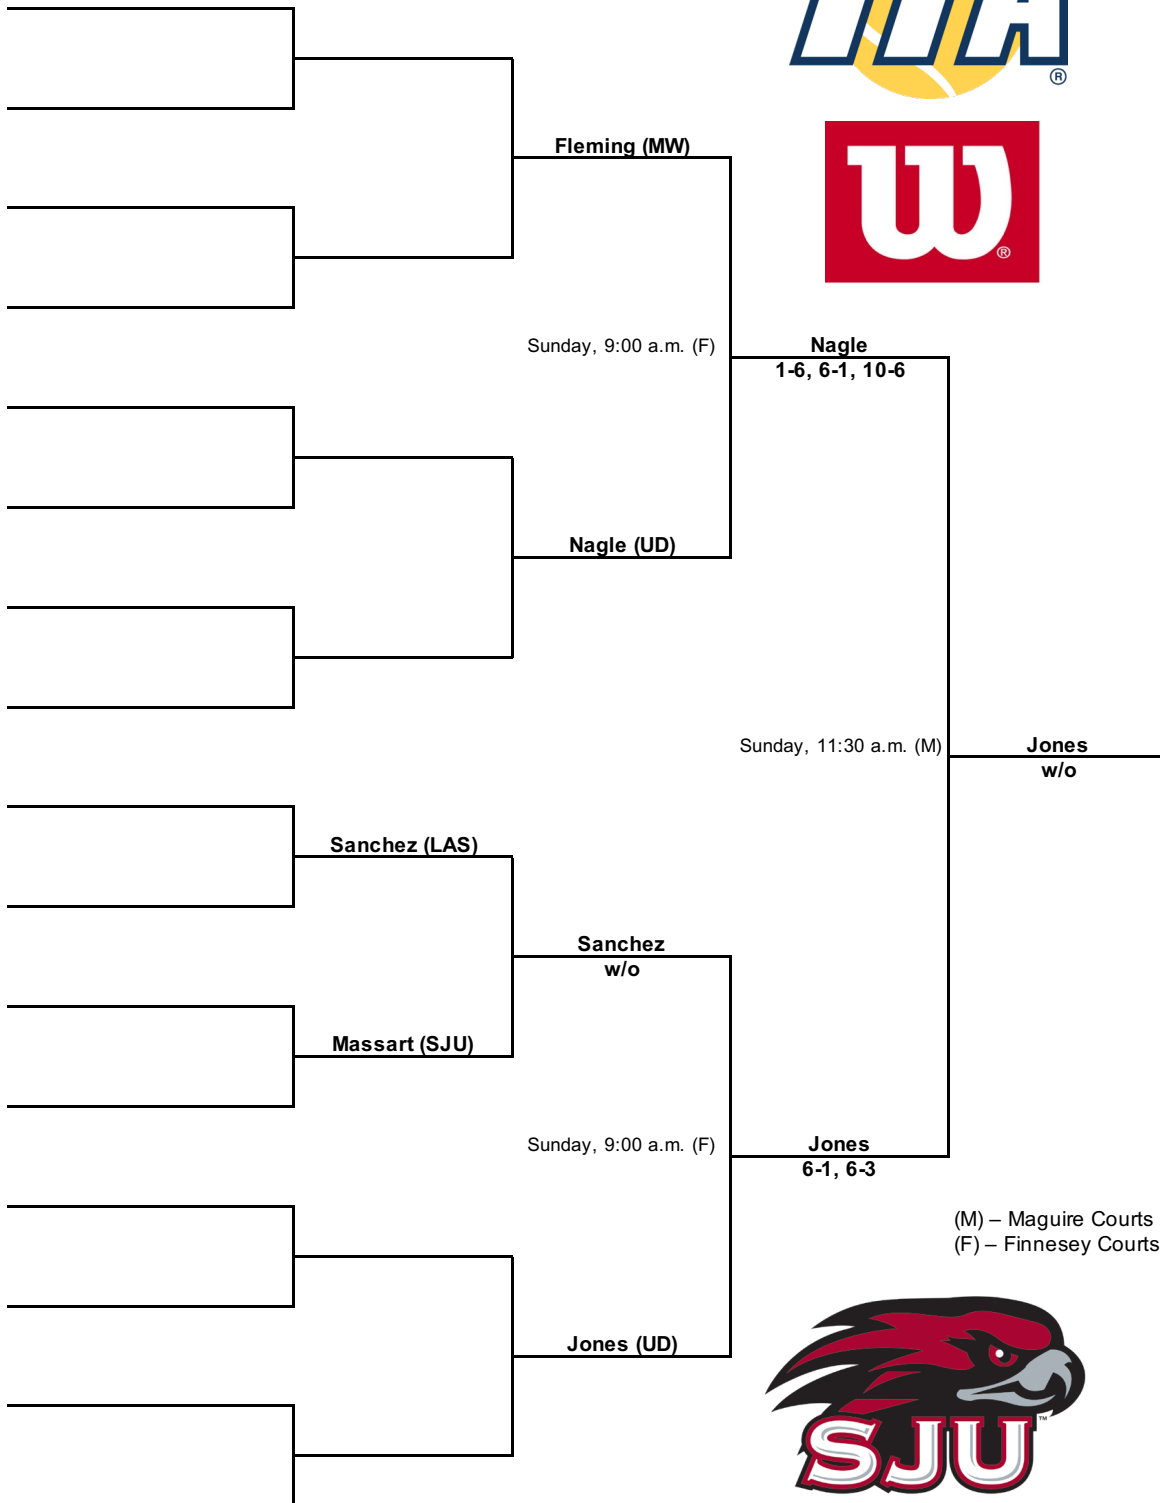 ITA
®
Fleming (MW)
W
®
Sunday, 9:00 a.m. (F)
Nagle
1-6, 6-1, 10-6
Nagle (UD)
Sunday, 11:30 a.m. (M)
Jones
w/o
Sanchez (LAS)
Sanchez
w/o
Massart (SJU)
Sunday, 9:00 a.m. (F)
Jones
6-1, 6-3
(M) – Maguire Courts
(F) – Finnesey Courts
Jones (UD)
SJU
™